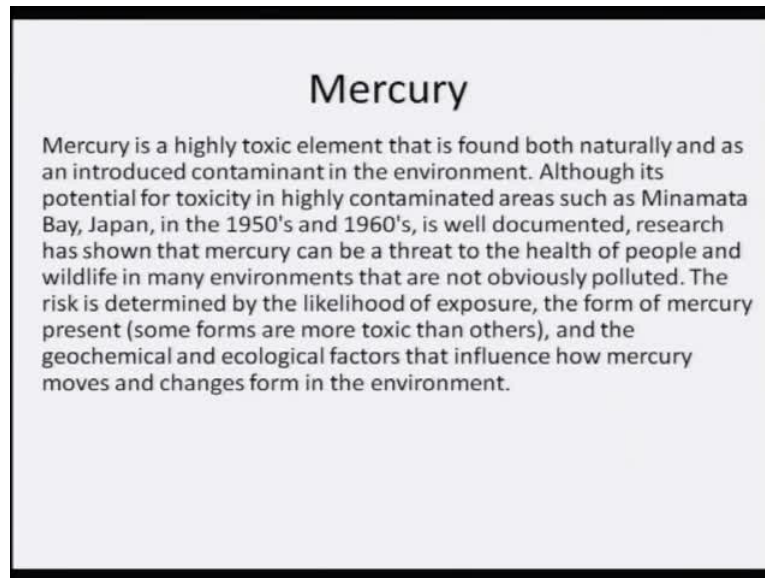 Mercury
Mercury is a highly toxic element that is found both naturally and as
an introduced contaminant in the environment. Although its
potential for toxicity in highly contaminated areas such as Minamata
Bay, Japan, in the 1950's and 1960's, is well documented, research
has shown that mercury can be a threat to the health of people and
wildlife in many environments that are not obviously polluted. The
risk is determined by the likelihood of exposure, the form of mercury
present (some forms are more toxic than others), and the
geochemical and ecological factors that influence how mercury
moves and changes form in the environment.